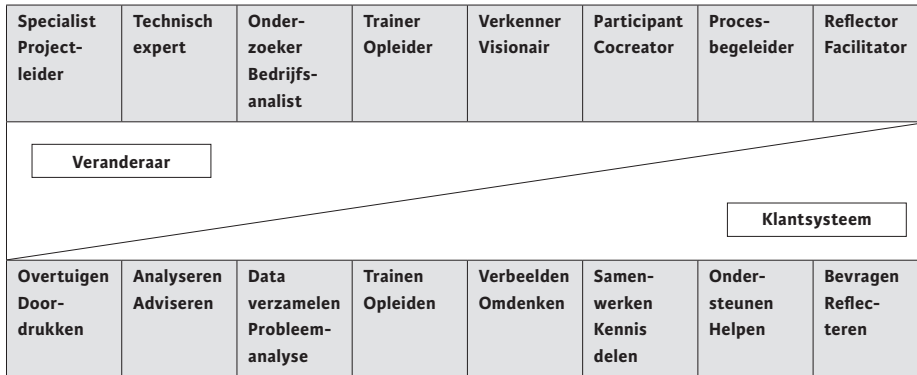 Specialist
Project-
leider
Technisch
expert
Onder-
zoeker
Bedrijfs-
analist
Trainer
Opleider
Verkenner
Visionair
Participant
Cocreator
Proces-
begeleider
Reflector
Facilitator
Veranderaar
Klantsysteem
Overtuigen
Door-
drukken
Analyseren
Adviseren
Data
verzamelen
Probleem-
analyse
Trainen
Opleiden
Verbeelden
Omdenken
Samen-
werken
Kennis
delen
Onder-
steunen
Helpen
Bevragen
Reflec-
teren